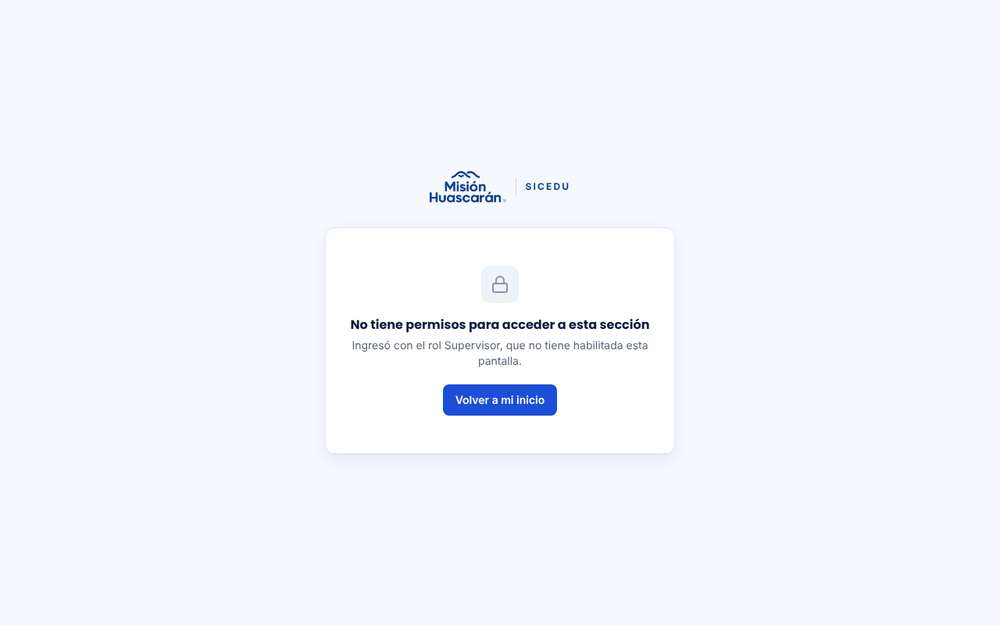 Misión
Huascarán
SICEDU
No tiene permisos para acceder a esta sección
Ingresó con el rol Supervisor, que no tiene habilitada esta
pantalla.
Volver a mi inicio